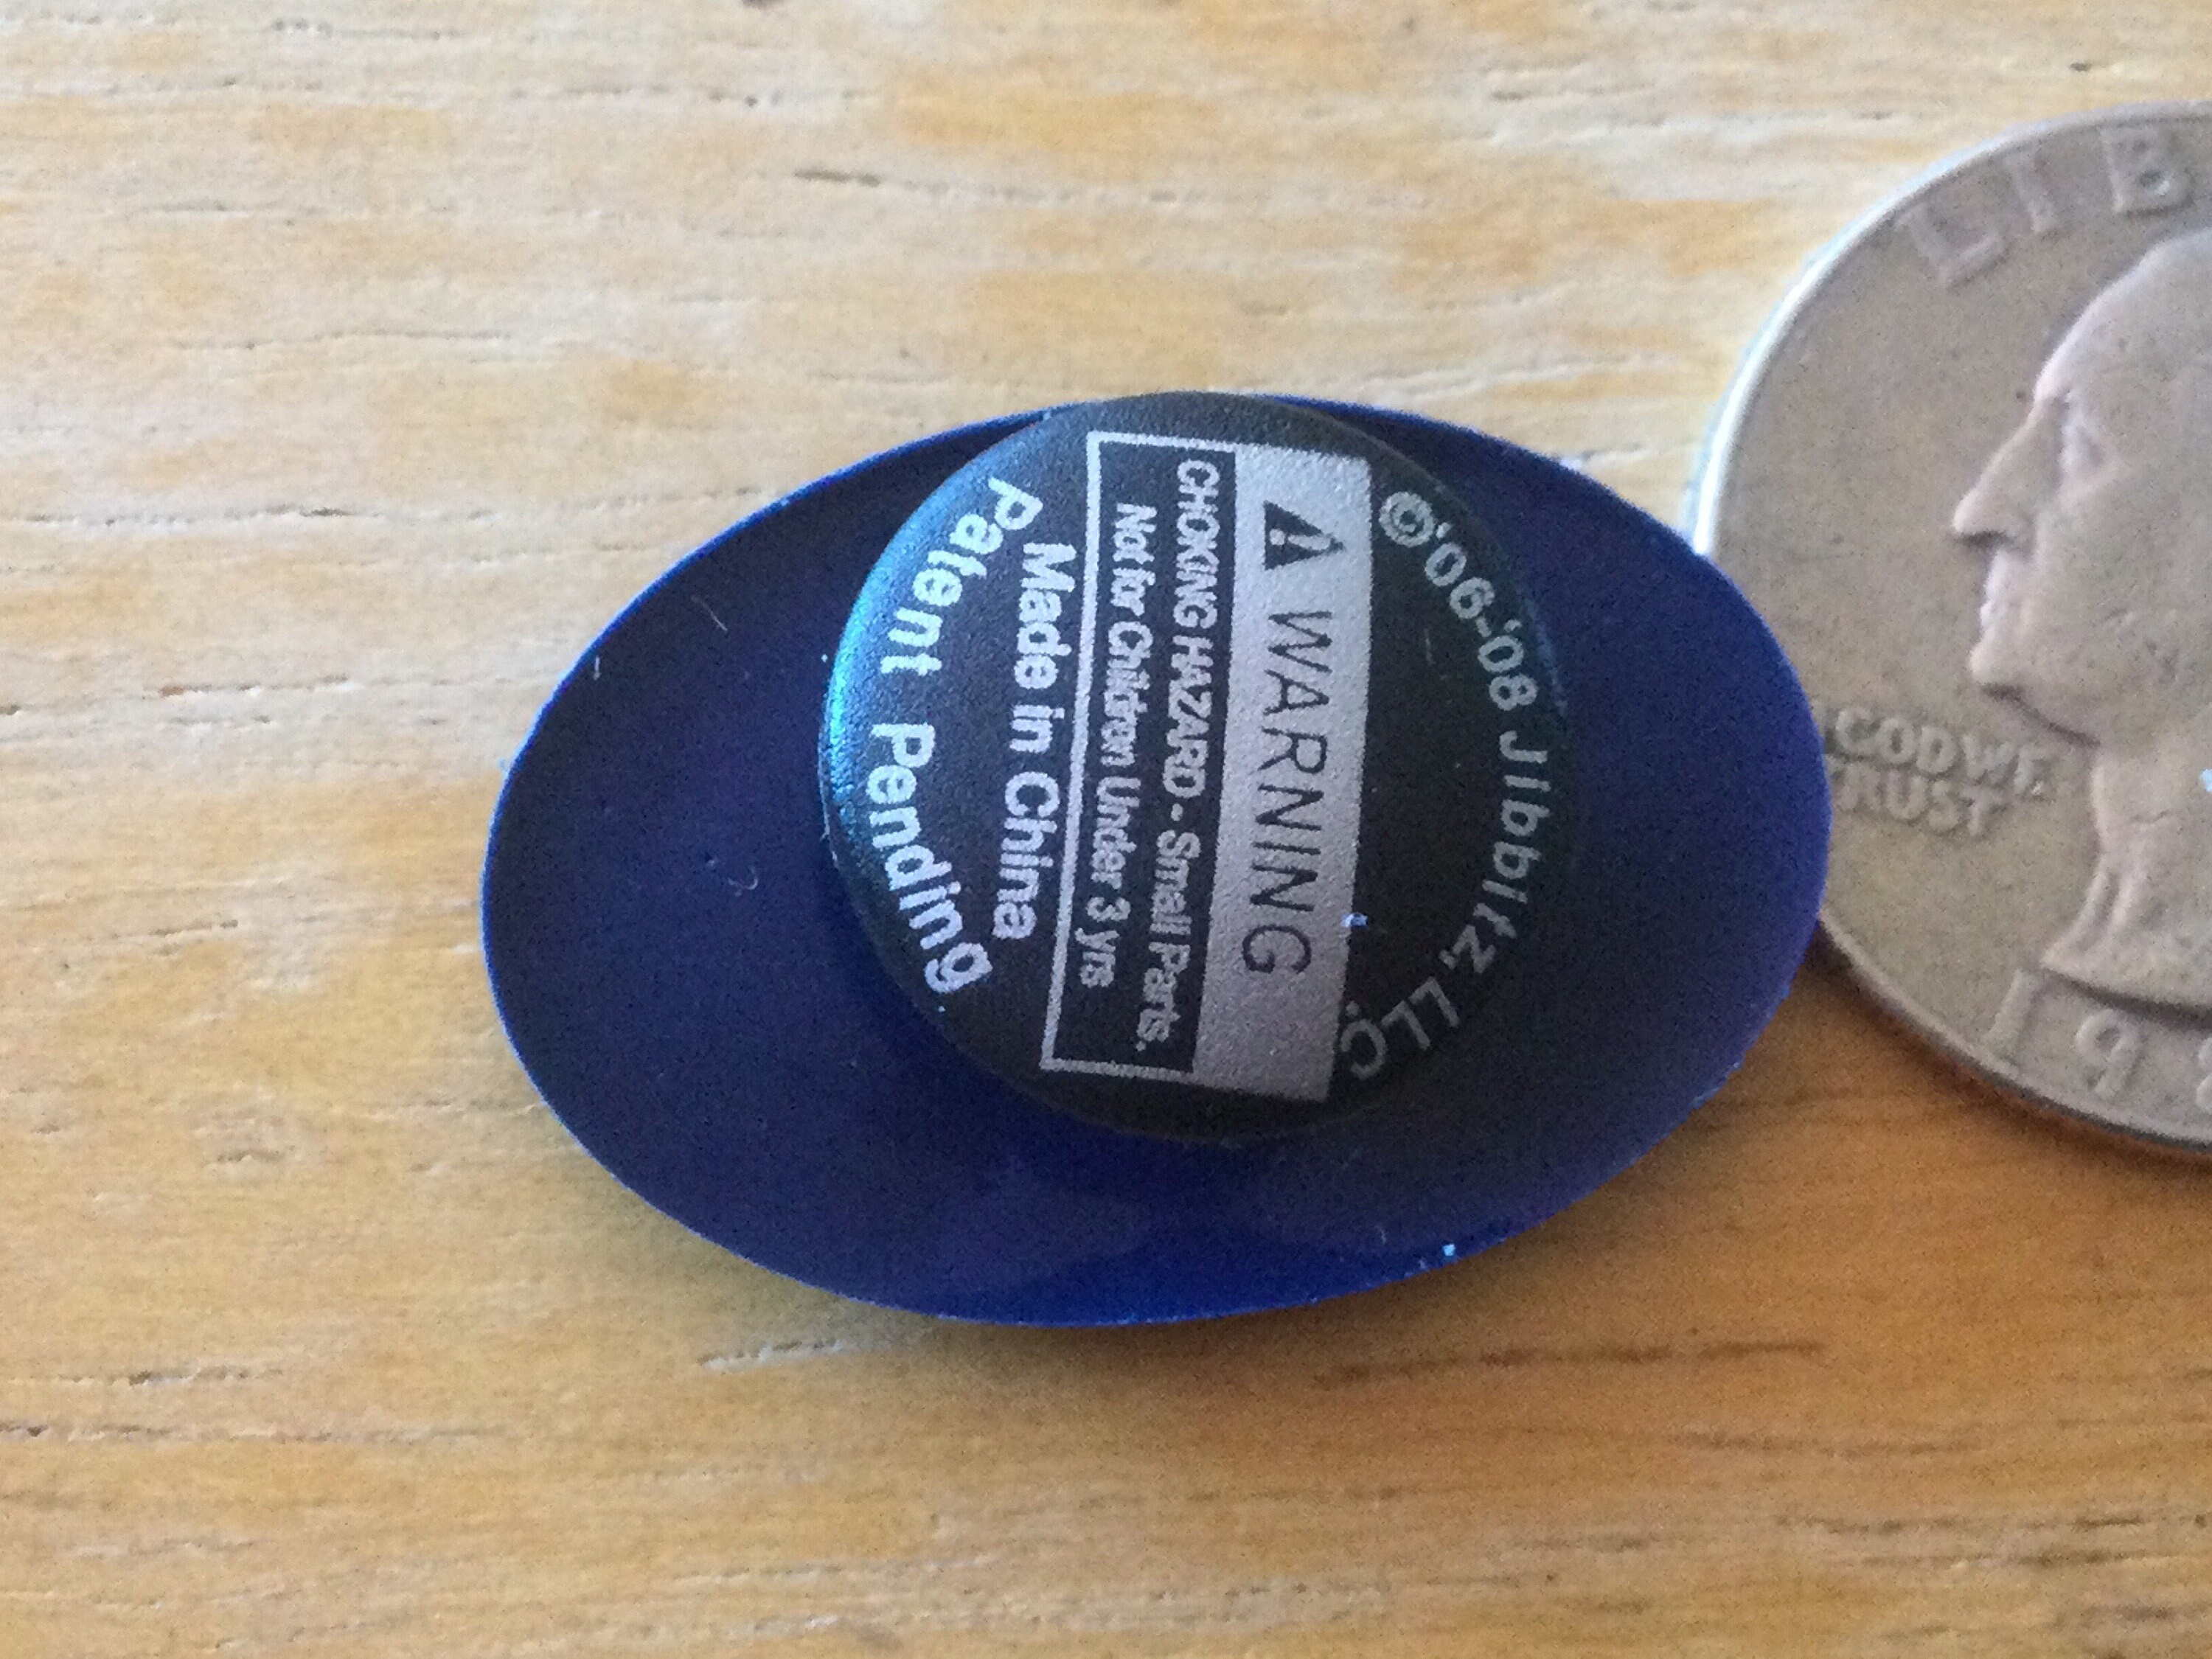 ©'06-'08 Jibbitz, LLC.
WARNING
CHOKING HAZARD - Small Parts.
Not for Children Under 3 yrs
Made in China
Patent Pending
LIB
GOD WE
TRUST
19